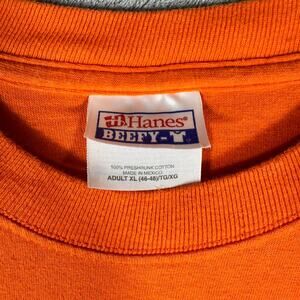 Hanes®
BEEFY-T®
100% PRESHRUNK COTTON
MADE IN MEXICO
ADULT XL (46-48)/TG/XG